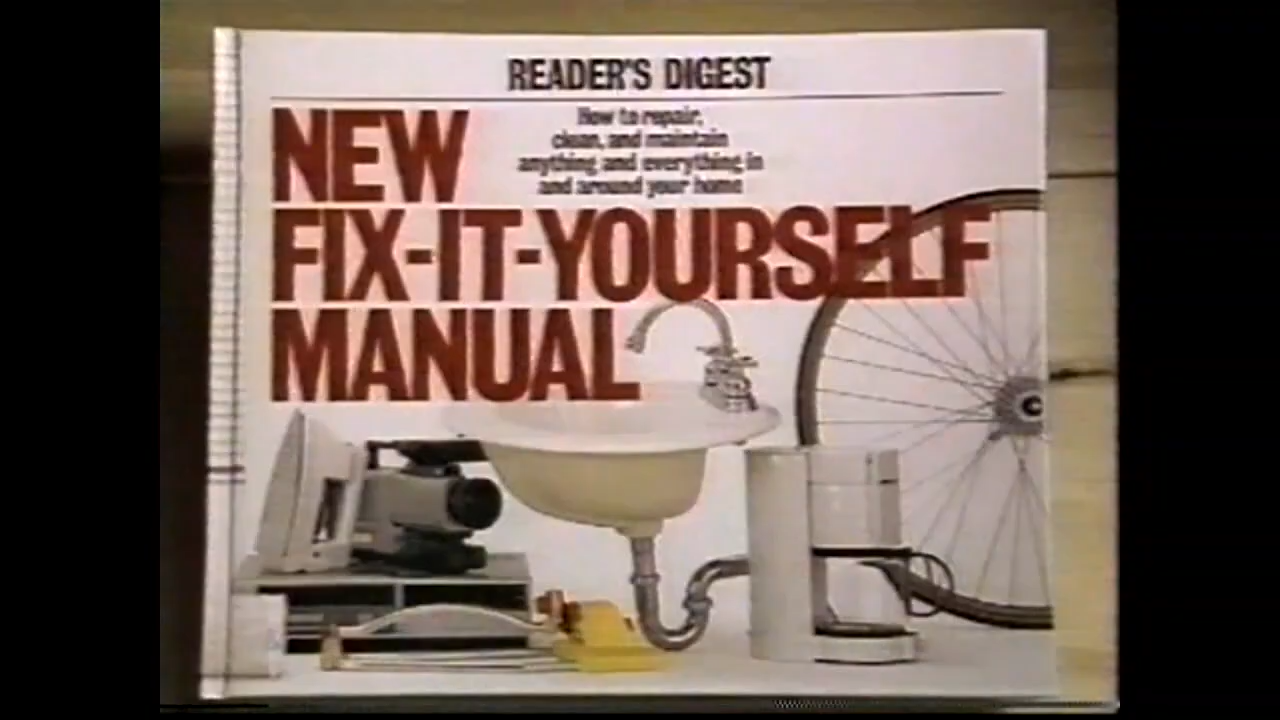 READER'S DIGEST
NEW
How to repair,
clean, and maintain
anything and everything in
and around your home
FIX-IT-YOURSELF
MANUAL